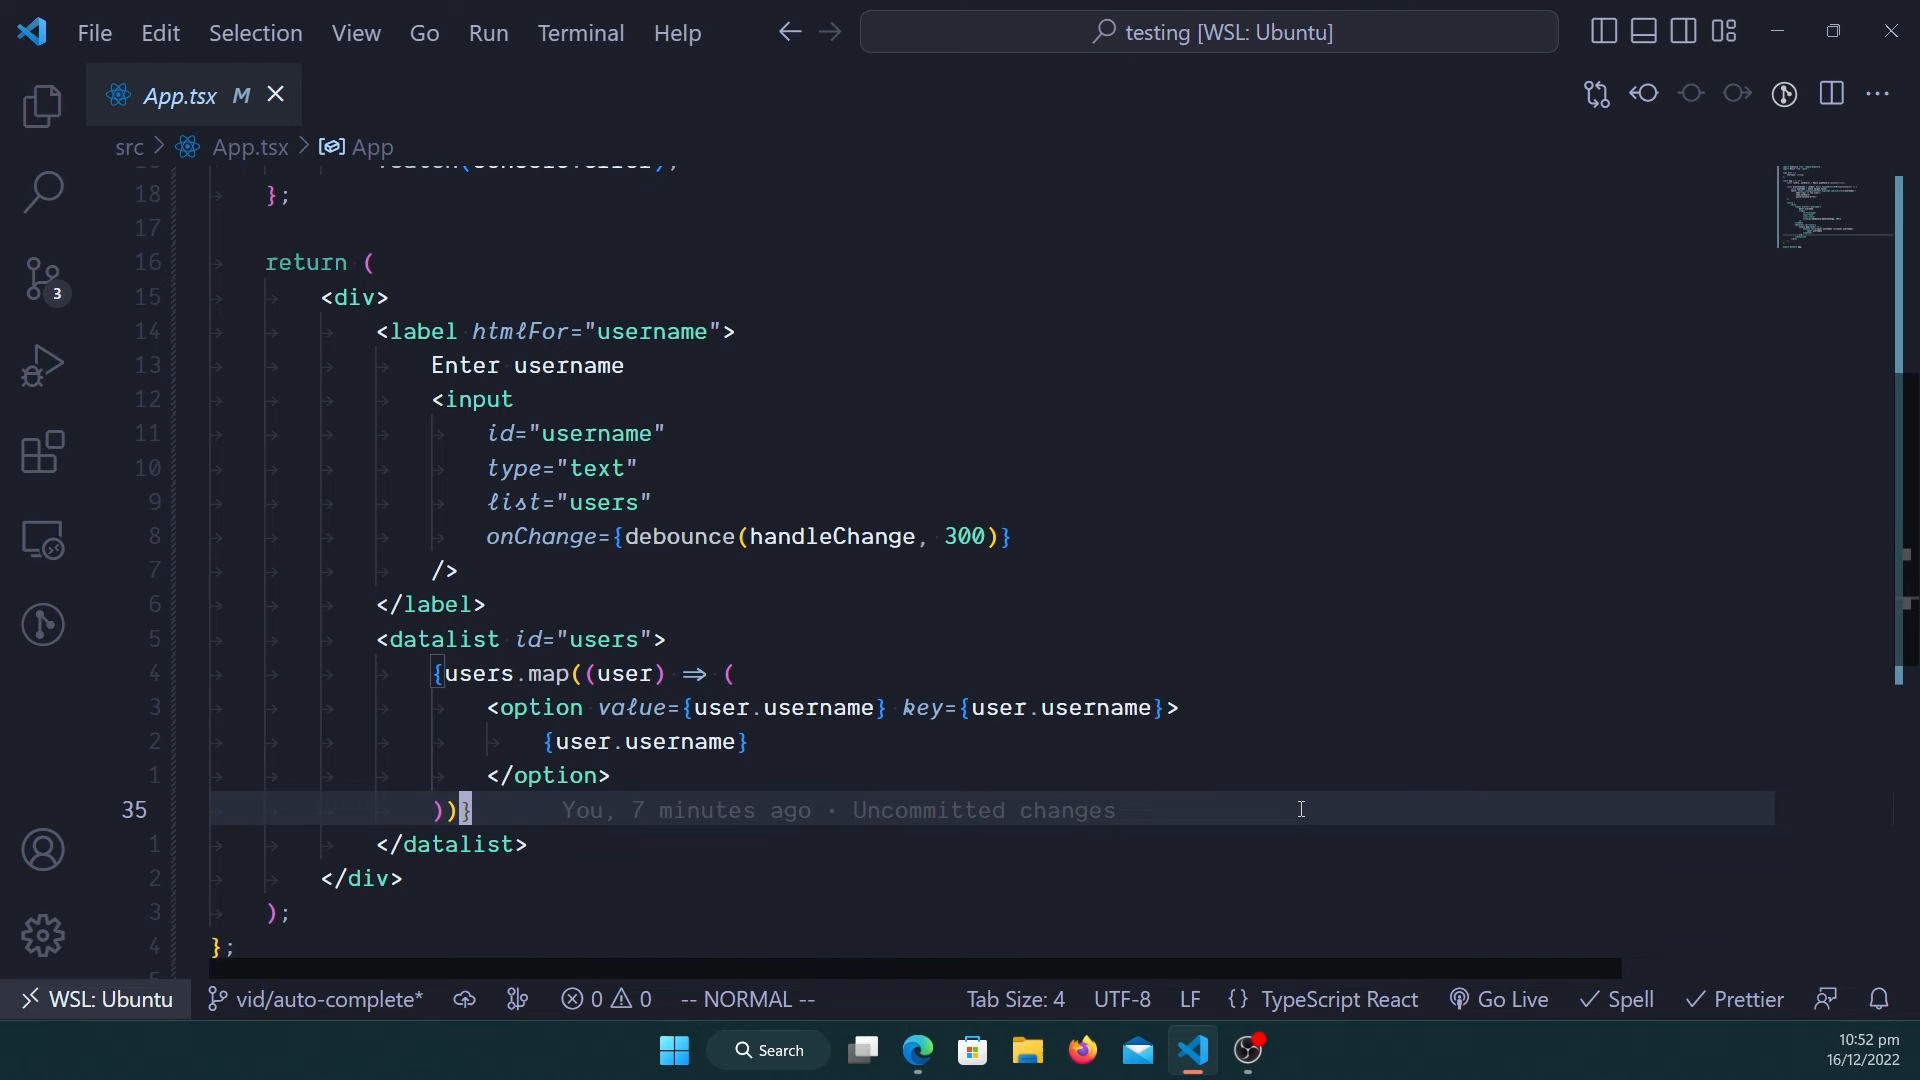 File Edit Selection View Go Run Terminal Help
testing [WSL: Ubuntu]
App.tsx M
src > App.tsx > App
18 };
17
16 return (
15 <div>
14 <label htmlFor="username">
13 Enter username
12 <input
11 id="username"
10 type="text"
9 list="users"
8 onChange={debounce(handleChange, 300)}
7 />
6 </label>
5 <datalist id="users">
4 {users.map((user) => (
3 <option value={user.username} key={user.username}>
2 {user.username}
1 </option>
35 ))} You, 7 minutes ago • Uncommitted changes
1 </datalist>
2 </div>
3 );
4 };
3
WSL: Ubuntu vid/auto-complete* 0 0 -- NORMAL -- Tab Size: 4 UTF-8 LF {} TypeScript React Go Live Spell Prettier
Search
10:52 pm
16/12/2022